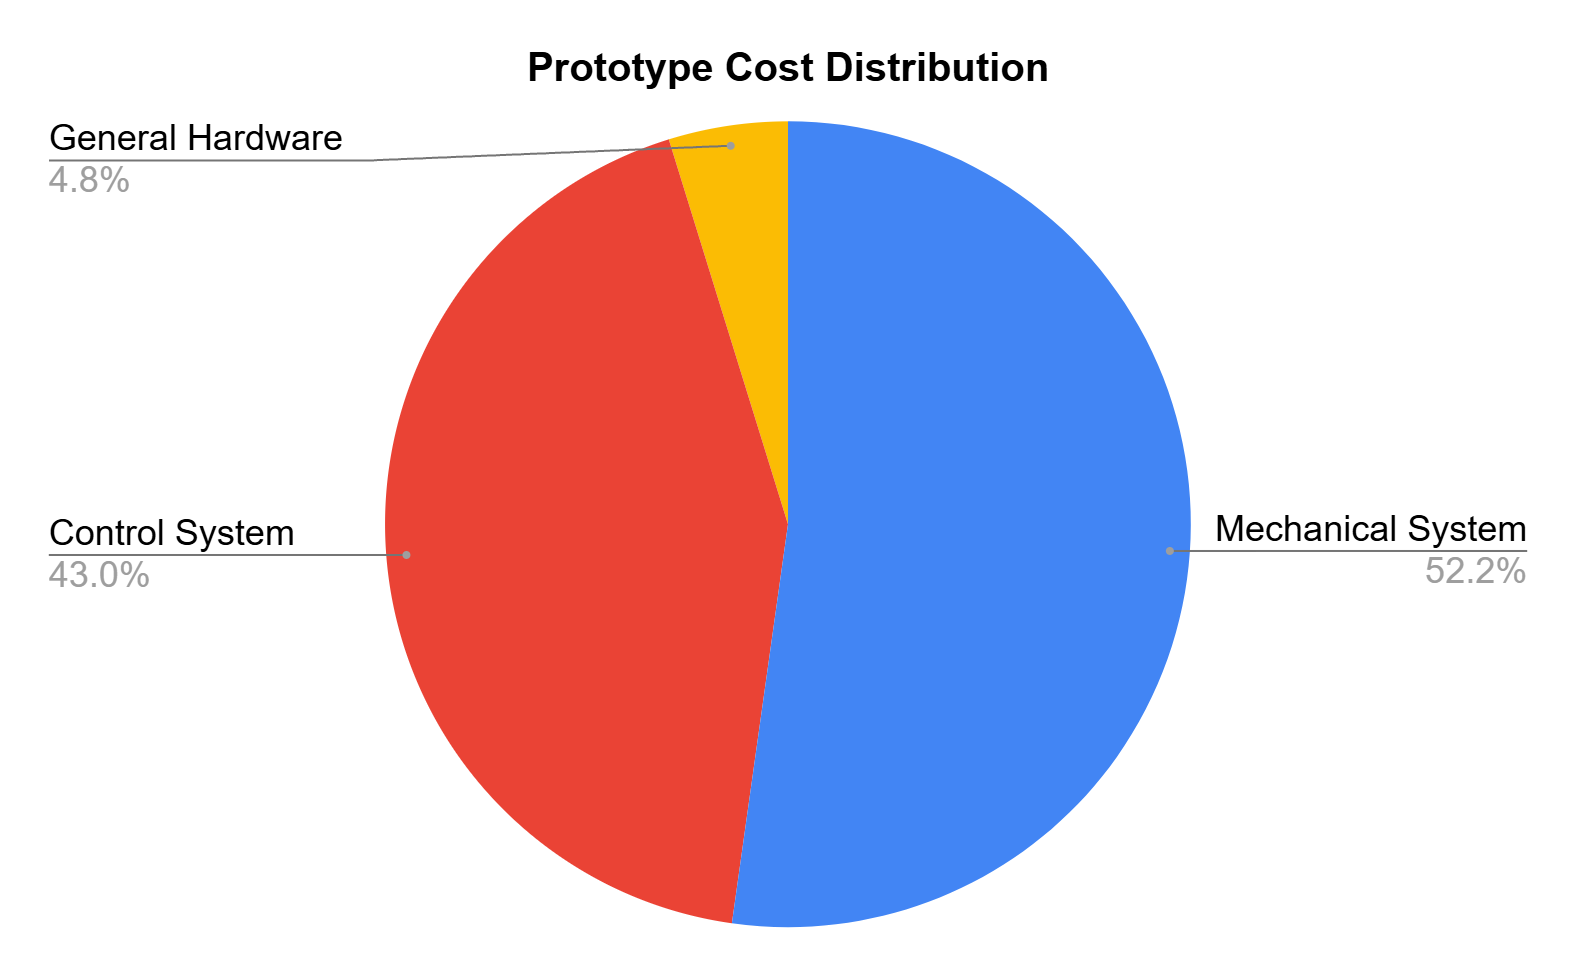 Prototype Cost Distribution
General Hardware
4.8%
Control System
43.0%
Mechanical System
52.2%